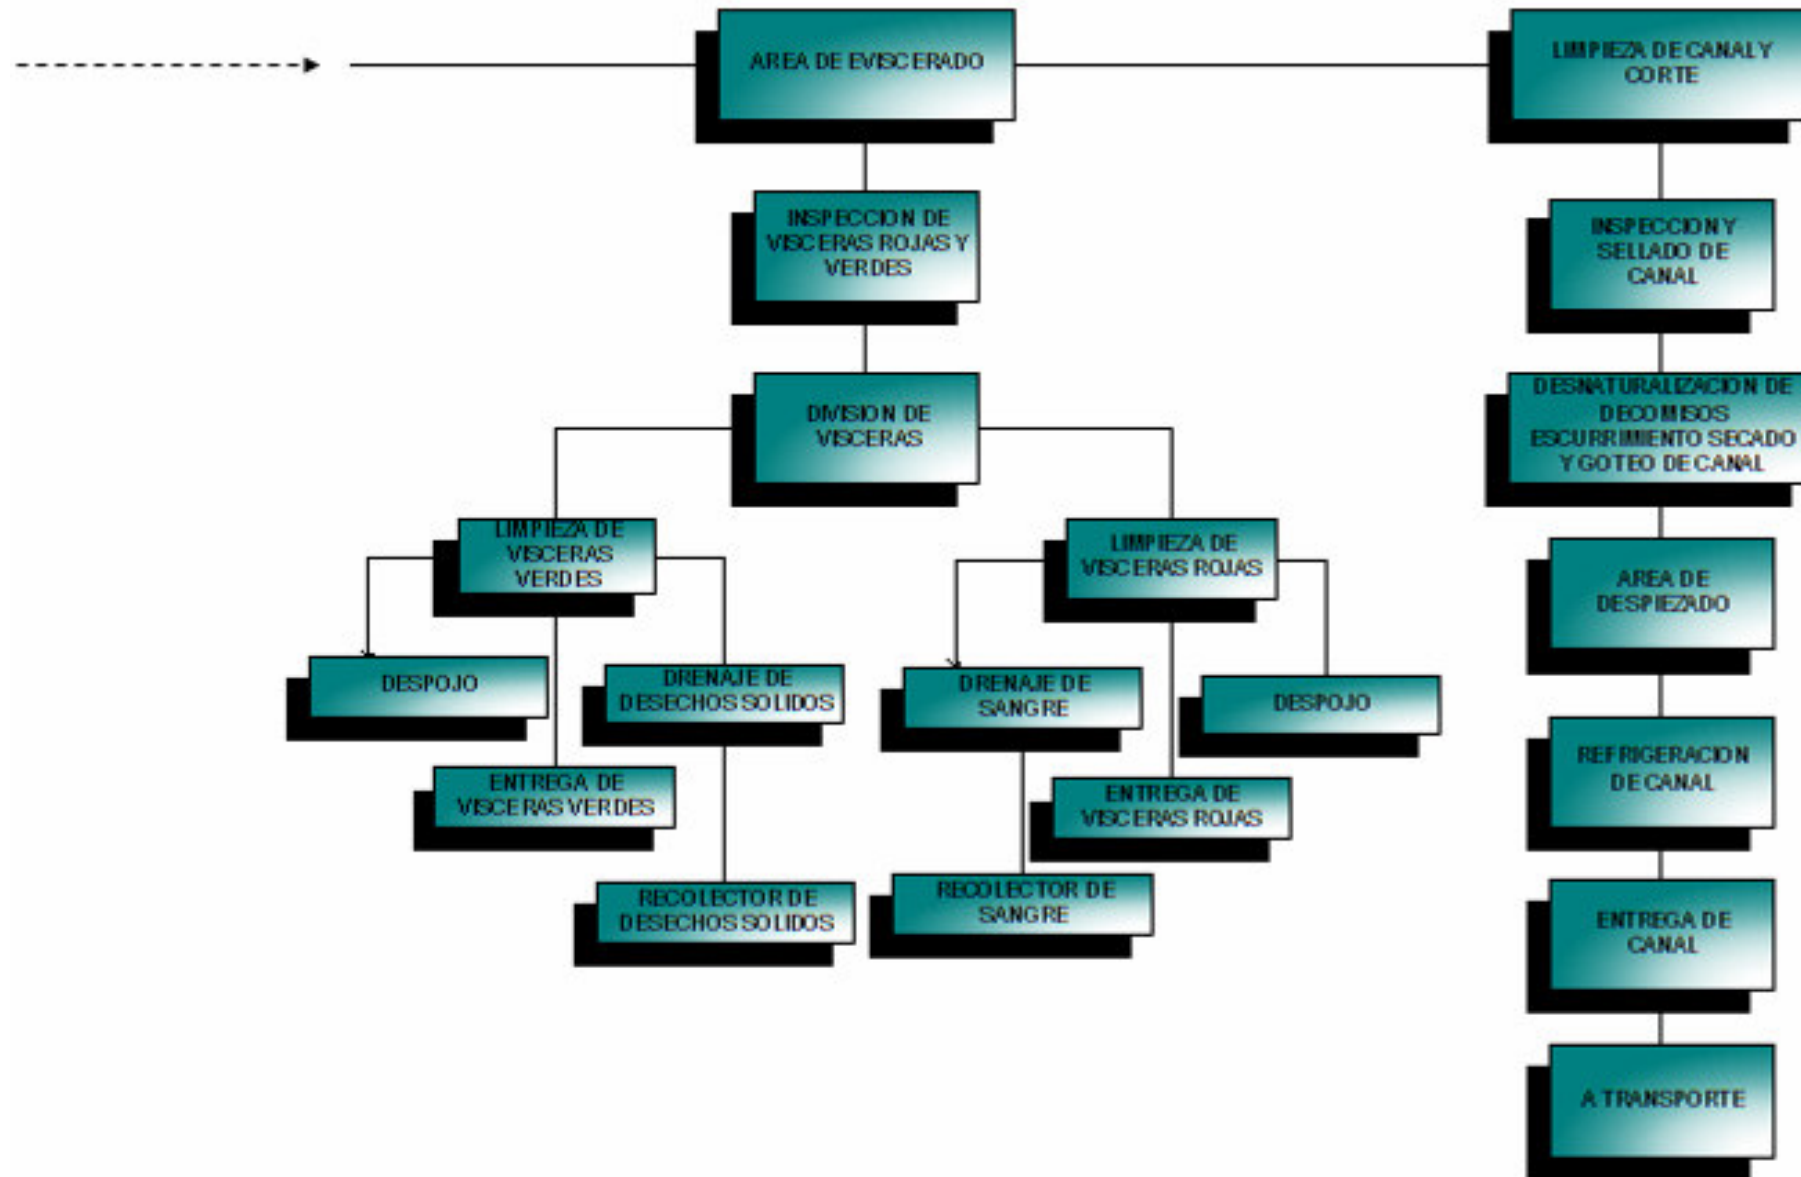 AREA DE EVISCERADO
LIMPIEZA DE CANAL Y
CORTE
INSPECCION DE
VISCERAS ROJAS Y
VERDES
INSPECCION Y
SELLADO DE
CANAL
DIVISION DE
VISCERAS
DESNATURALIZACION DE
DECOMISOS
ESCURRIMIENTO SECADO
Y GOTEO DE CANAL
LIMPIEZA DE
VISCERAS
VERDES
LIMPIEZA DE
VISCERAS ROJAS
AREA DE
DESPIEZADO
DESPOJO
DRENAJE DE
DESECHOS SOLIDOS
DRENAJE DE
SANGRE
DESPOJO
REFRIGERACION
DE CANAL
ENTREGA DE
VISCERAS VERDES
ENTREGA DE
VISCERAS ROJAS
RECOLECTOR DE
DESECHOS SOLIDOS
RECOLECTOR DE
SANGRE
ENTREGA DE
CANAL
A TRANSPORTE